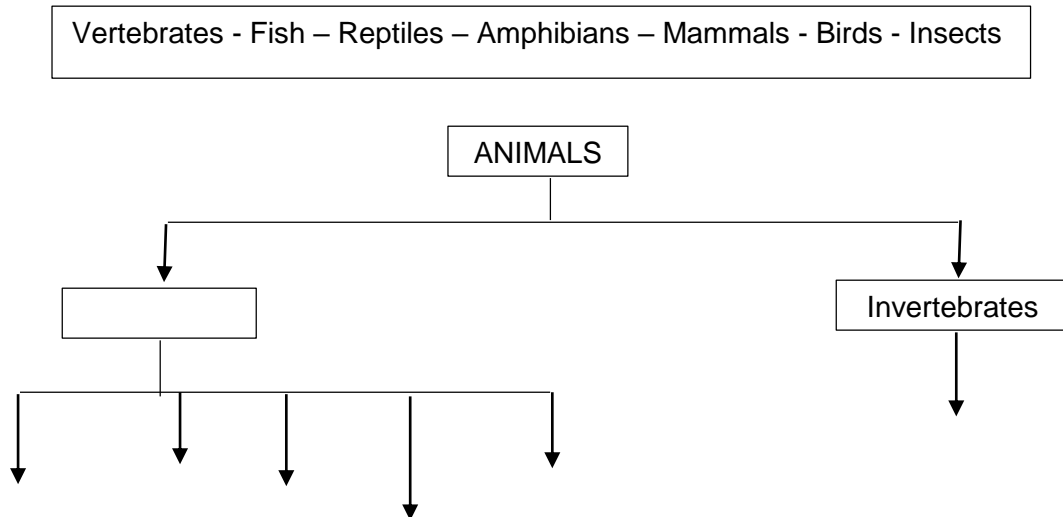 Vertebrates - Fish – Reptiles – Amphibians – Mammals - Birds - Insects
ANIMALS
Invertebrates